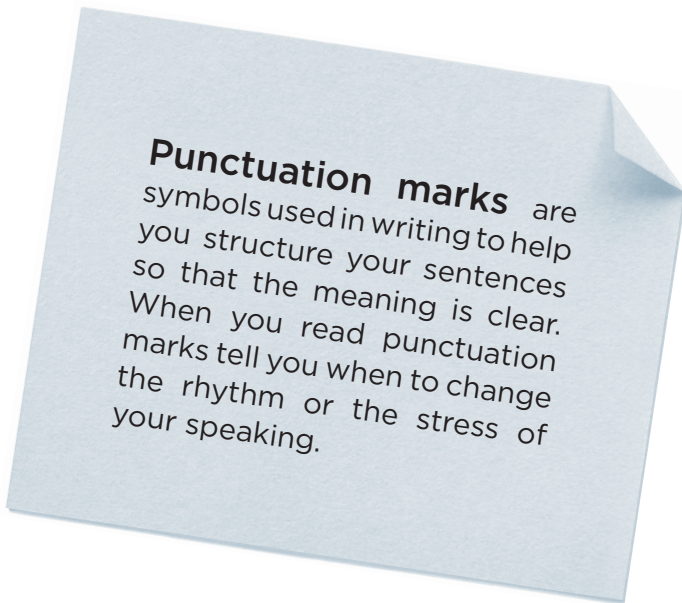 Punctuation marks are
symbols used in writing to help
you structure your sentences
so that the meaning is clear.
When you read punctuation
marks tell you when to change
the rhythm or the stress of
your speaking.